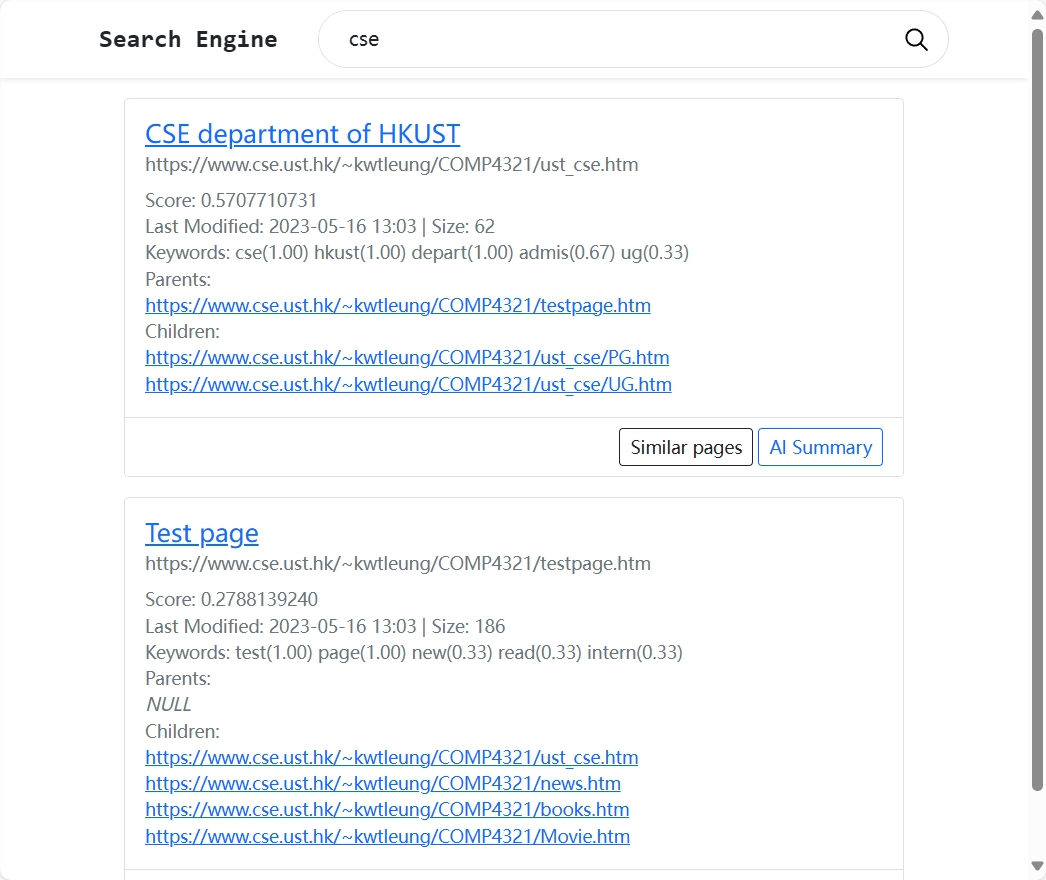 Search Engine
cse
CSE department of HKUST
https://www.cse.ust.hk/~kwtleung/COMP4321/ust_cse.htm
Score: 0.5707710731
Last Modified: 2023-05-16 13:03 | Size: 62
Keywords: cse(1.00) hkust(1.00) depart(1.00) admis(0.67) ug(0.33)
Parents:
https://www.cse.ust.hk/~kwtleung/COMP4321/testpage.htm
Children:
https://www.cse.ust.hk/~kwtleung/COMP4321/ust_cse/PG.htm
https://www.cse.ust.hk/~kwtleung/COMP4321/ust_cse/UG.htm
Similar pages
AI Summary
Test page
https://www.cse.ust.hk/~kwtleung/COMP4321/testpage.htm
Score: 0.2788139240
Last Modified: 2023-05-16 13:03 | Size: 186
Keywords: test(1.00) page(1.00) new(0.33) read(0.33) intern(0.33)
Parents:
NULL
Children:
https://www.cse.ust.hk/~kwtleung/COMP4321/ust_cse.htm
https://www.cse.ust.hk/~kwtleung/COMP4321/news.htm
https://www.cse.ust.hk/~kwtleung/COMP4321/books.htm
https://www.cse.ust.hk/~kwtleung/COMP4321/Movie.htm